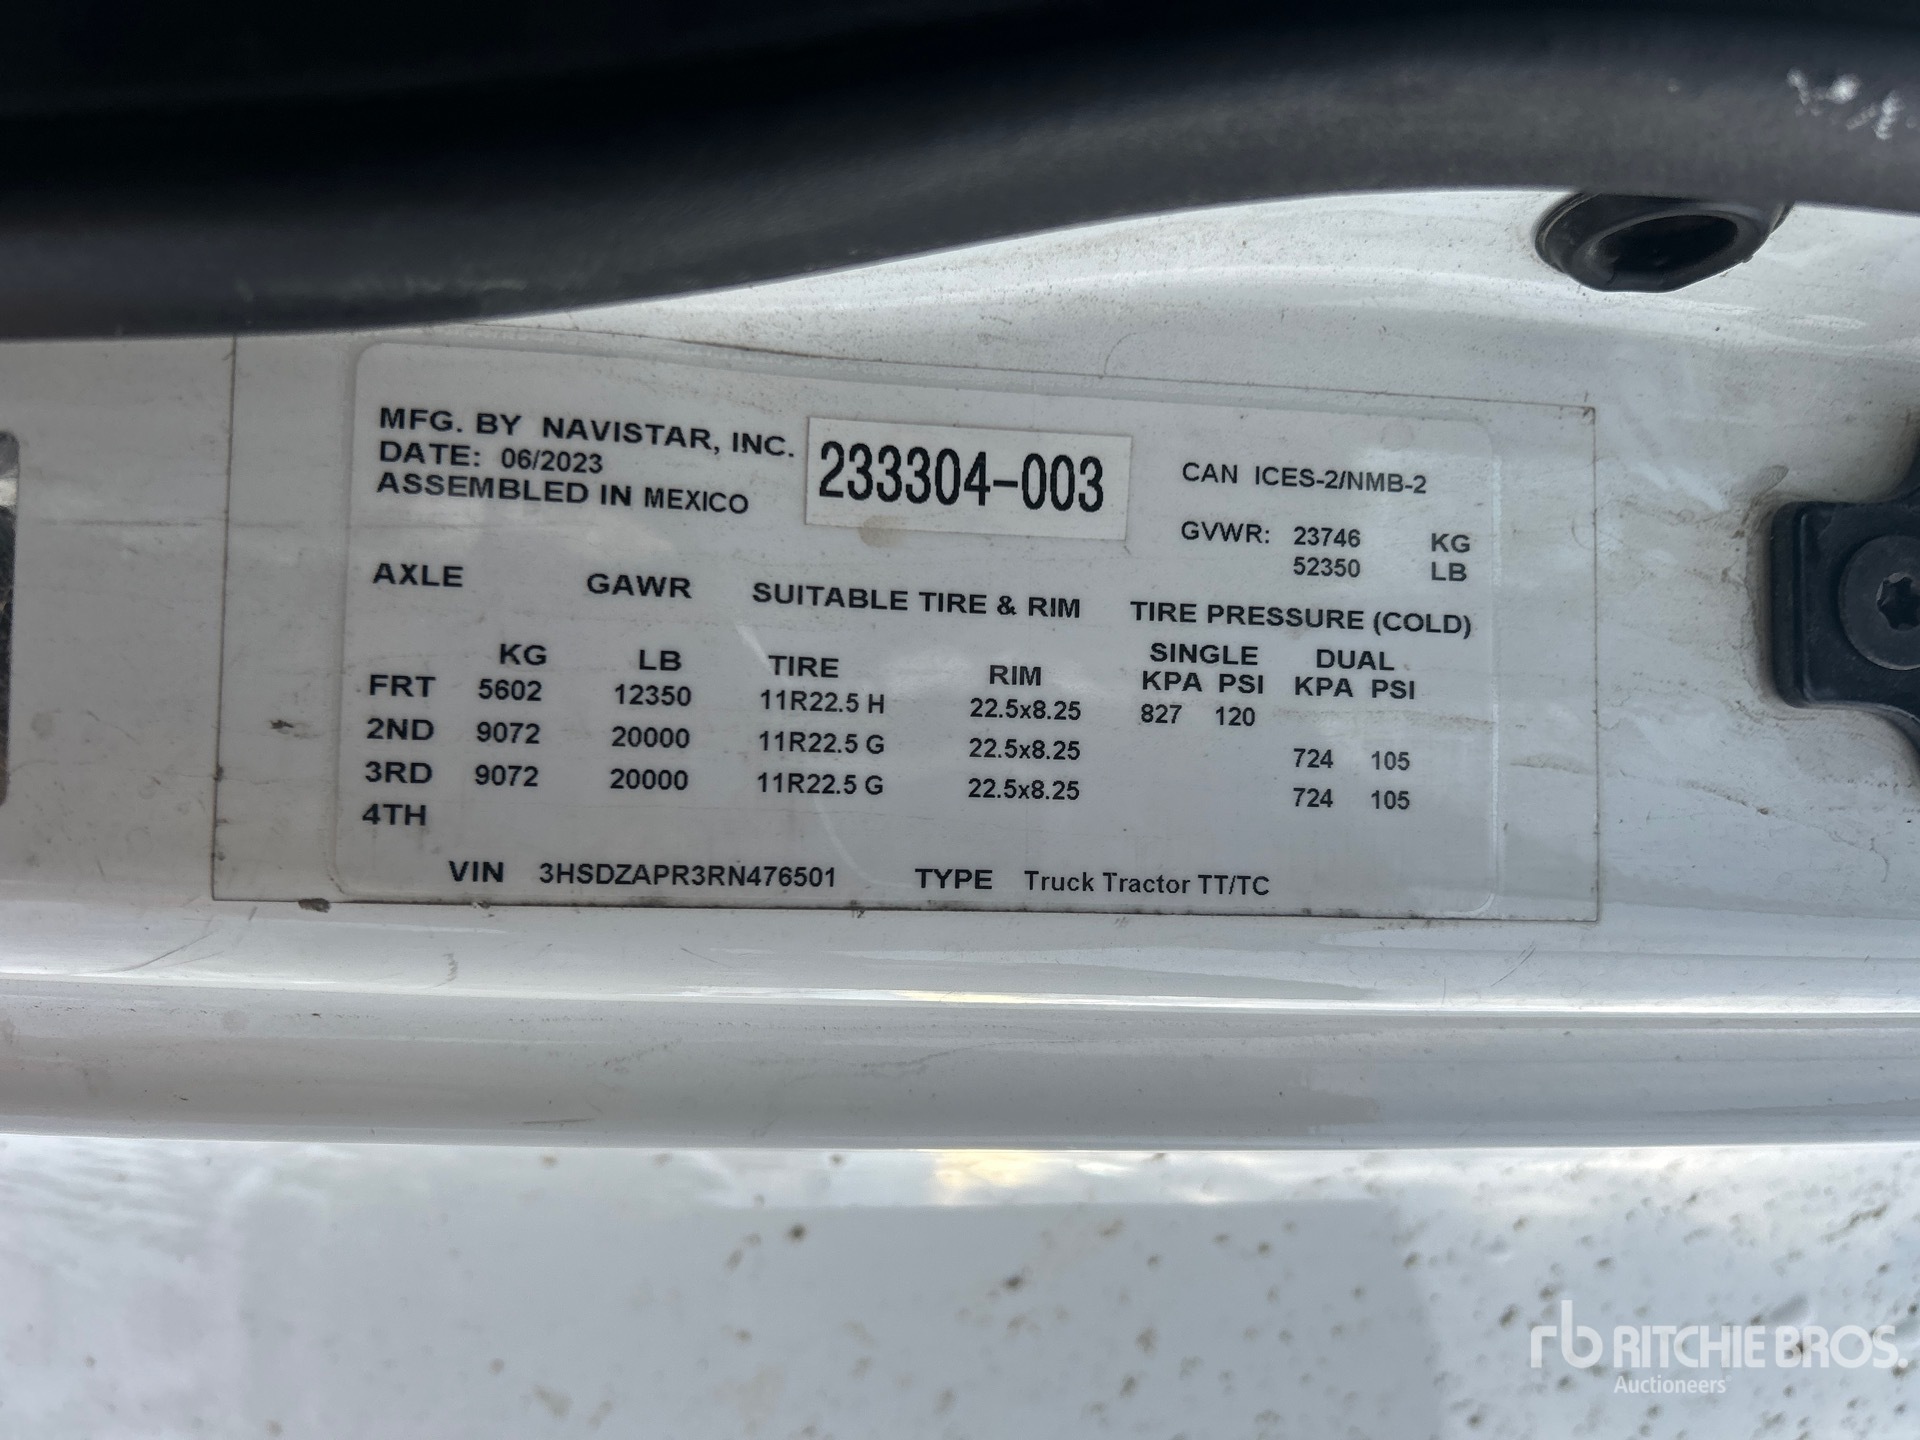 MFG. BY NAVISTAR, INC.
DATE: 06/2023
ASSEMBLED IN MEXICO
233304-003
CAN ICES-2/NMB-2
GVWR: 23746 KG
52350 LB
AXLE GAWR SUITABLE TIRE & RIM TIRE PRESSURE (COLD)
SINGLE DUAL
KG LB TIRE RIM KPA PSI KPA PSI
FRT 5602 12350 11R22.5 H 22.5x8.25 827 120
2ND 9072 20000 11R22.5 G 22.5x8.25 724 105
3RD 9072 20000 11R22.5 G 22.5x8.25 724 105
4TH
VIN 3HSDZAPR3RN476501 TYPE Truck Tractor TT/TC
rb RITCHIE BROS.
Auctioneers